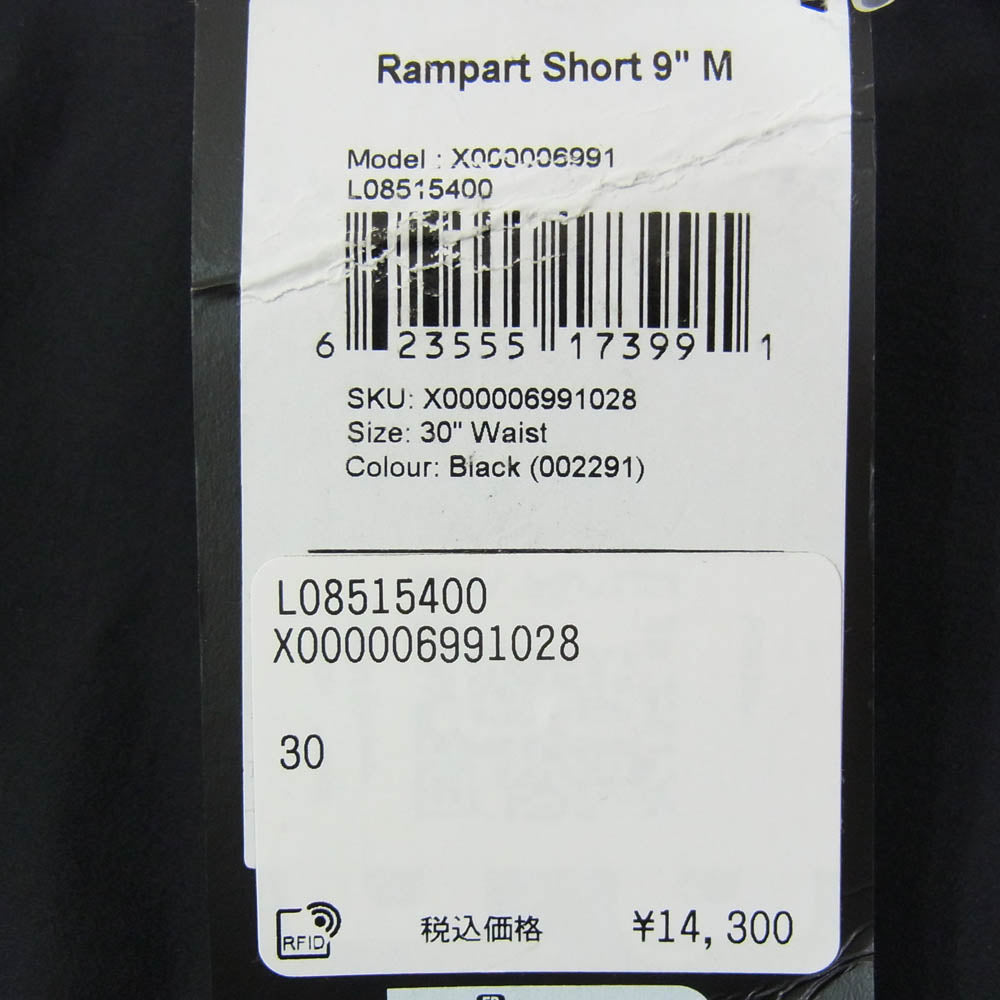 Rampart Short 9" M
Model : X000006991
L08515400
6 23555 17399 1
SKU: X000006991028
Size: 30" Waist
Colour: Black (002291)
L08515400
X000006991028
30
RFID 税込価格 ¥14,300